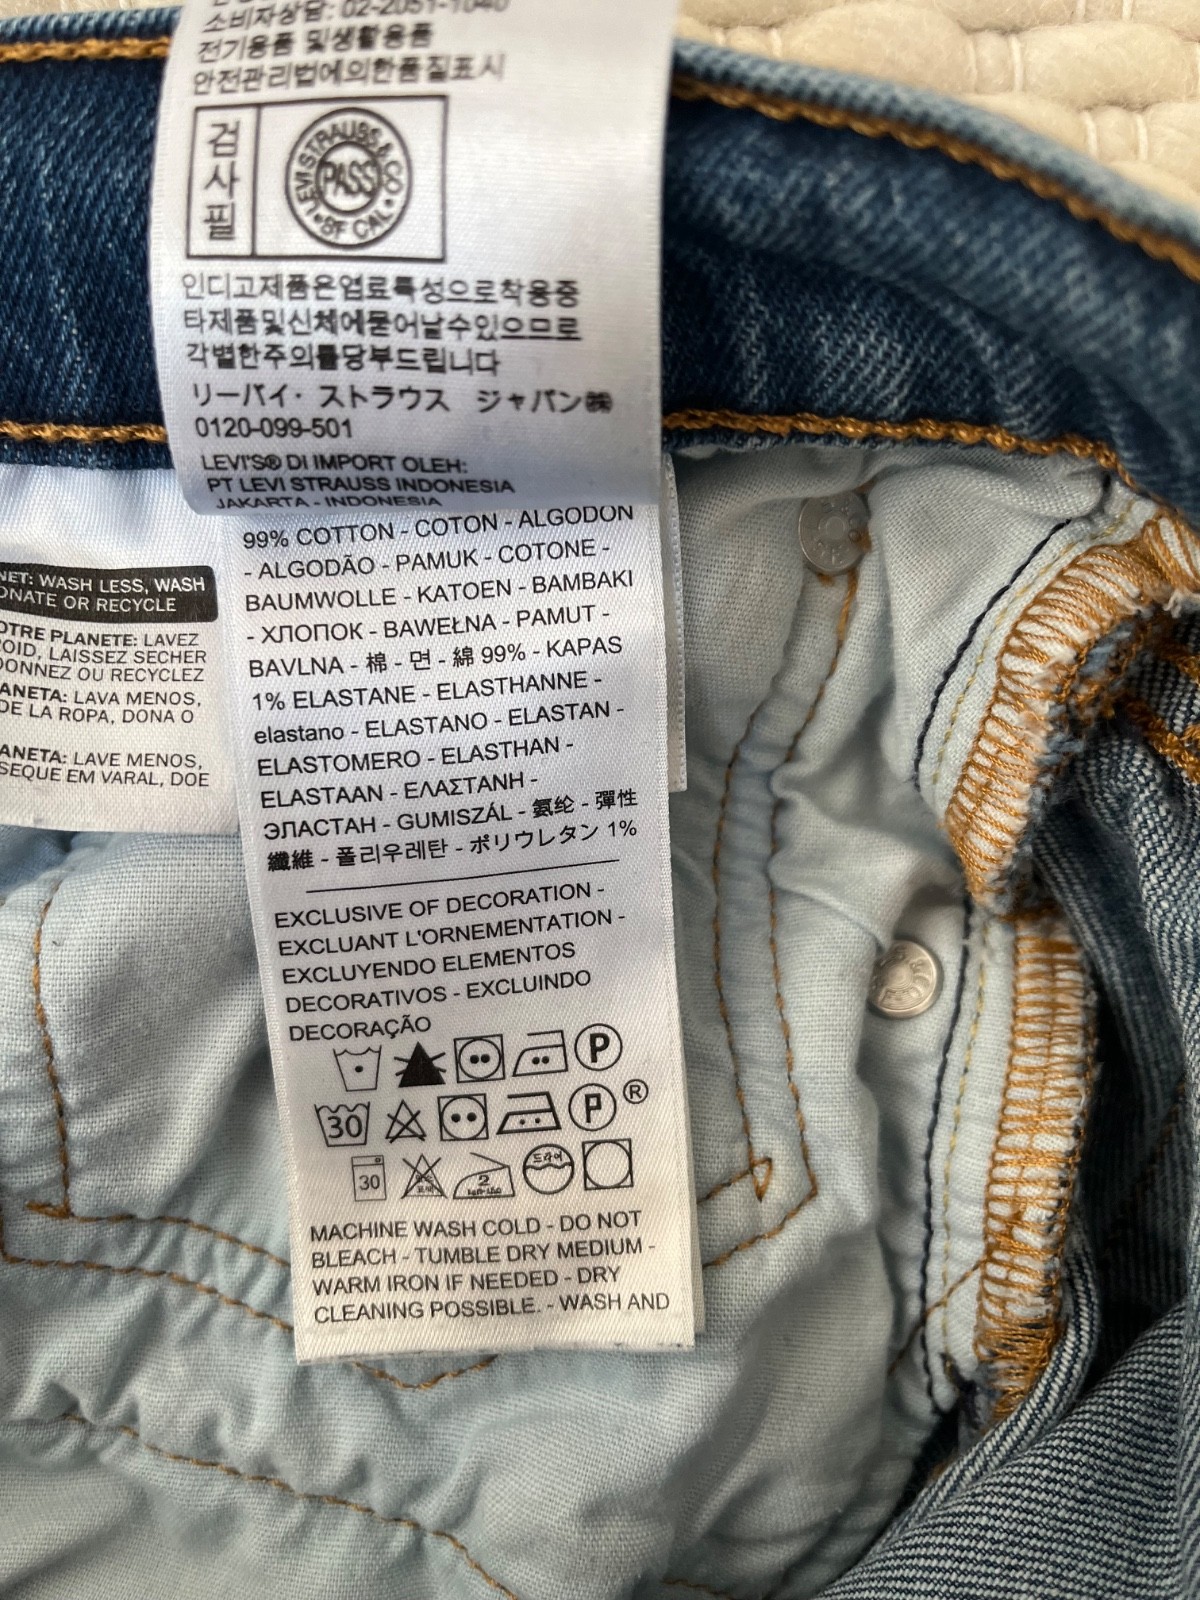 소비자상담: 02-2051-1040
전기용품 및생활용품
안전관리법에의한품질표시
검사필
LEVI STRAUSS & CO
PASS
SF CAL
인디고제품은염료특성으로착용중
타제품및신체에묻어날수있으므로
각별한주의를당부드립니다
リーバイ・ストラウス ジャパン㈱
0120-099-501
LEVI'S® DI IMPORT OLEH:
PT LEVI STRAUSS INDONESIA
JAKARTA - INDONESIA
NET: WASH LESS, WASH
ONATE OR RECYCLE
OTRE PLANETE: LAVEZ
OID, LAISSEZ SECHER
DONNEZ OU RECYCLEZ
ANETA: LAVA MENOS,
DE LA ROPA, DONA O
ANETA: LAVE MENOS,
SEQUE EM VARAL, DOE
99% COTTON - COTON - ALGODÓN
- ALGODÃO - PAMUK - COTONE -
BAUMWOLLE - KATOEN - BAMBAKI
- ХЛОПОК - BAWEŁNA - PAMUT -
BAVLNA - 棉 - 면 - 綿 99% - KAPAS
1% ELASTANE - ELASTHANNE -
elastano - ELASTANO - ELASTAN -
ELASTOMERO - ELASTHAN -
ELASTAAN - ΕΛΑΣΤΑΝΗ -
ЭЛАСТАН - GUMISZÁL - 氨纶 - 彈性
纖維 - 폴리우레탄 - ポリウレタン 1%
EXCLUSIVE OF DECORATION -
EXCLUANT L'ORNEMENTATION -
EXCLUYENDO ELEMENTOS
DECORATIVOS - EXCLUINDO
DECORAÇÃO
P
30 P ®
30 2 드라이
MACHINE WASH COLD - DO NOT
BLEACH - TUMBLE DRY MEDIUM -
WARM IRON IF NEEDED - DRY
CLEANING POSSIBLE. - WASH AND